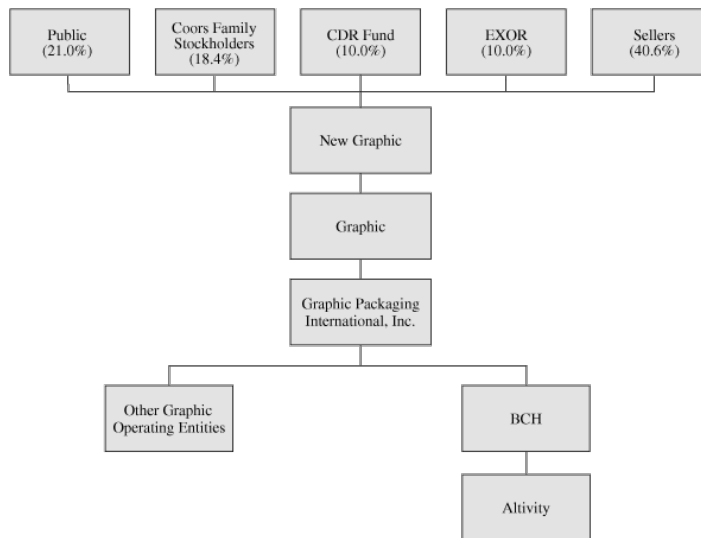 Public
(21.0%)
Coors Family
Stockholders
(18.4%)
CDR Fund
(10.0%)
EXOR
(10.0%)
Sellers
(40.6%)
New Graphic
Graphic
Graphic Packaging
International, Inc.
Other Graphic
Operating Entities
BCH
Altivity